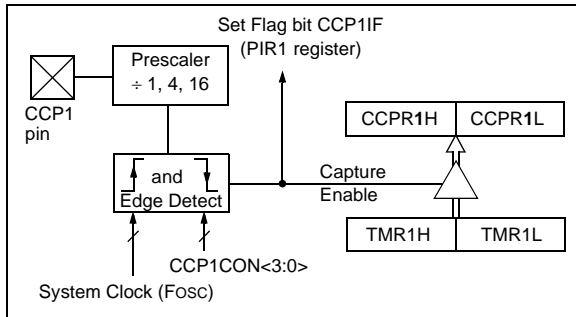 Set Flag bit CCP1IF
(PIR1 register)
Prescaler
÷ 1, 4, 16
CCP1
pin
CCPR1H
CCPR1L
and
Edge Detect
Capture
Enable
TMR1H
TMR1L
CCP1CON<3:0>
System Clock (FOSC)